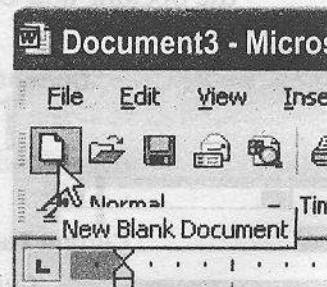 Document3 - Micros
File Edit View Inse
Normal Tim
New Blank Document
L